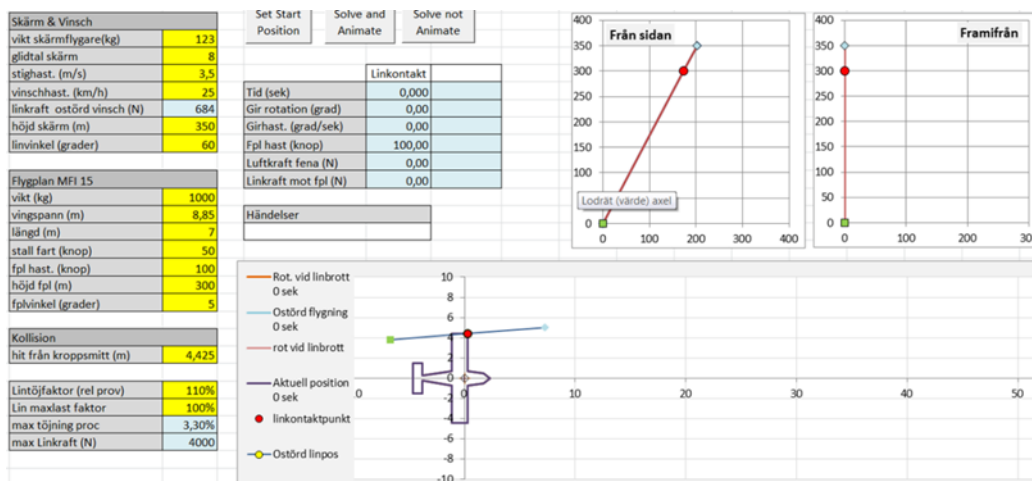 Skärm & Vinsch
vikt skärmflygare(kg) 123
glidtal skärm 8
stighast. (m/s) 3,5
vinschhast. (km/h) 25
linkraft ostörd vinsch (N) 684
höjd skärm (m) 350
linvinkel (grader) 60
Flygplan MFI 15
vikt (kg) 1000
vingspann (m) 8,85
längd (m) 7
stall fart (knop) 50
fpl hast. (knop) 100
höjd fpl (m) 300
fplvinkel (grader) 5
Kollision
hit från kroppsmitt (m) 4,425
Lintöjfaktor (rel prov) 110%
Lin maxlast faktor 100%
max töjning proc 3,30%
max Linkraft (N) 4000
Set Start
Position
Solve and
Animate
Solve not
Animate
Linkontakt
Tid (sek) 0,000
Gir rotation (grad) 0,00
Girhast. (grad/sek) 0,00
Fpl hast (knop) 100,00
Luftkraft fena (N) 0,00
Linkraft mot fpl (N) 0,00
Händelser
Från sidan
400
350
300
250
200
150
100
50
0
0 100 200 300 400
Lodrät (värde) axel
Framifrån
400
350
300
250
200
150
100
50
0
0 100 200 300
Rot. vid linbrott
0 sek
Ostörd flygning
0 sek
rot vid linbrott
Aktuell position
0 sek
linkontaktpunkt
Ostörd linpos
10
8
6
4
2
0
-2
-4
-6
-8
-10
0 0 10 20 30 40 50